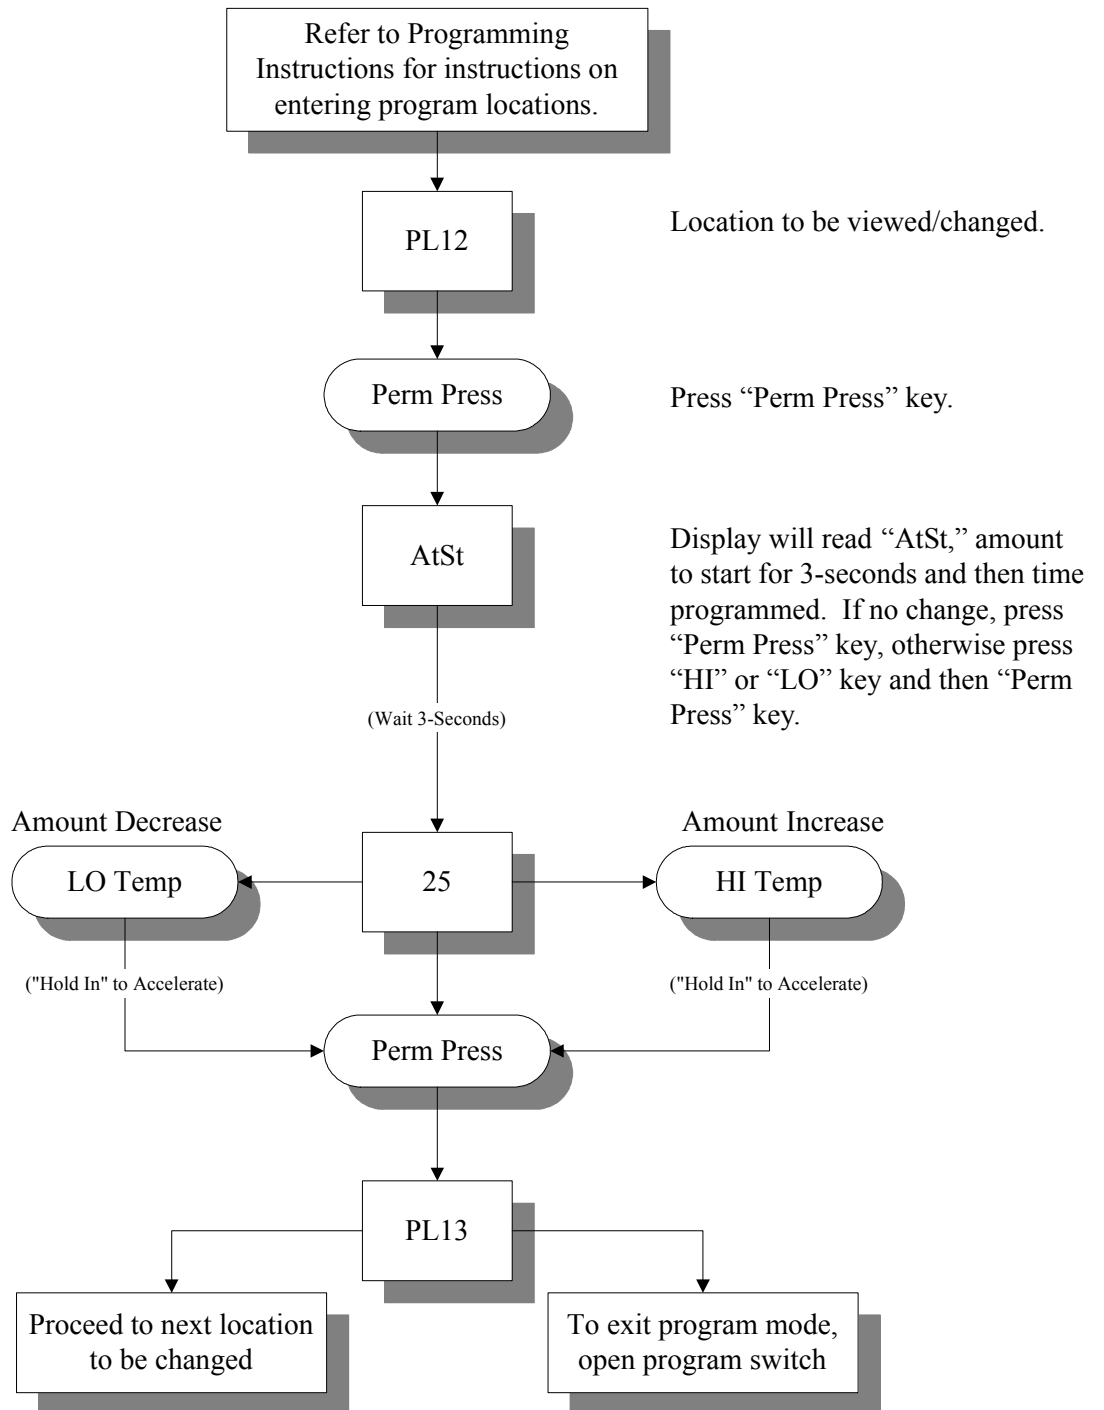 Refer to Programming
Instructions for instructions on
entering program locations.
PL12
Location to be viewed/changed.
Perm Press
Press “Perm Press” key.
AtSt
Display will read “AtSt,” amount
to start for 3-seconds and then time
programmed.  If no change, press
“Perm Press” key, otherwise press
“HI” or “LO” key and then “Perm
Press” key.
(Wait 3-Seconds)
Amount Decrease
Amount Increase
LO Temp
25
HI Temp
("Hold In" to Accelerate)
("Hold In" to Accelerate)
Perm Press
PL13
Proceed to next location
to be changed
To exit program mode,
open program switch